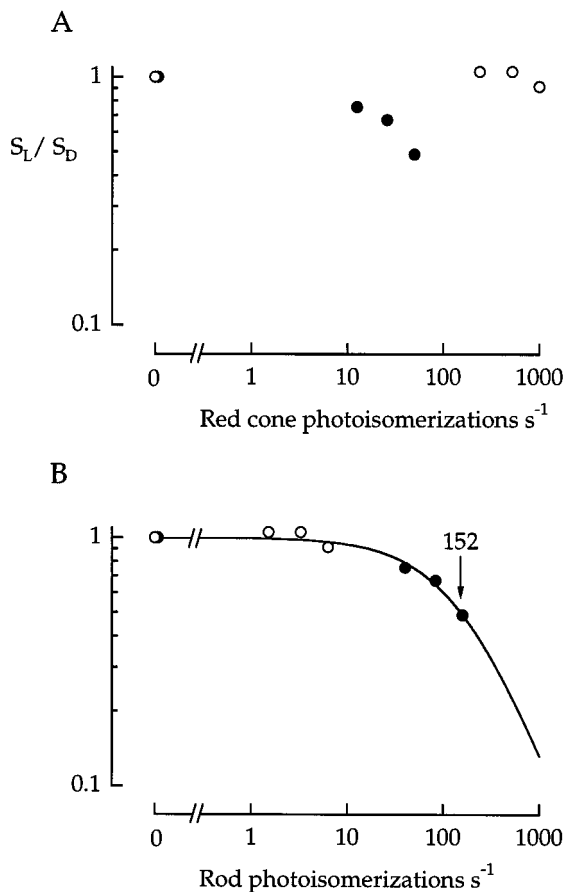 A
1
S_L / S_D
0.1
0 1 10 100 1000
Red cone photoisomerizations s⁻¹
B
1
152
0.1
0 1 10 100 1000
Rod photoisomerizations s⁻¹